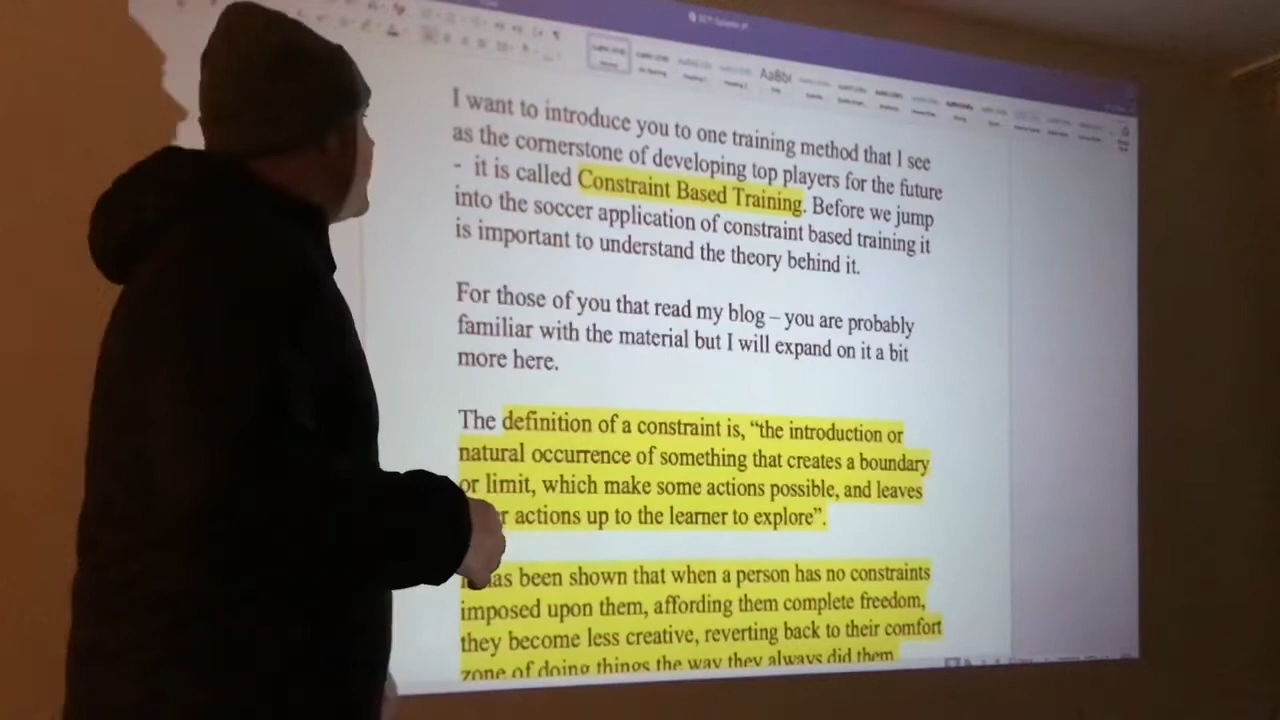 AaBb(
I want to introduce you to one training method that I see
as the cornerstone of developing top players for the future
- it is called Constraint Based Training. Before we jump
into the soccer application of constraint based training it
is important to understand the theory behind it.
For those of you that read my blog – you are probably
familiar with the material but I will expand on it a bit
more here.
The definition of a constraint is, “the introduction or
natural occurrence of something that creates a boundary
or limit, which make some actions possible, and leaves
actions up to the learner to explore”.
has been shown that when a person has no constraints
imposed upon them, affording them complete freedom,
they become less creative, reverting back to their comfort
zone of doing things the way they always did them